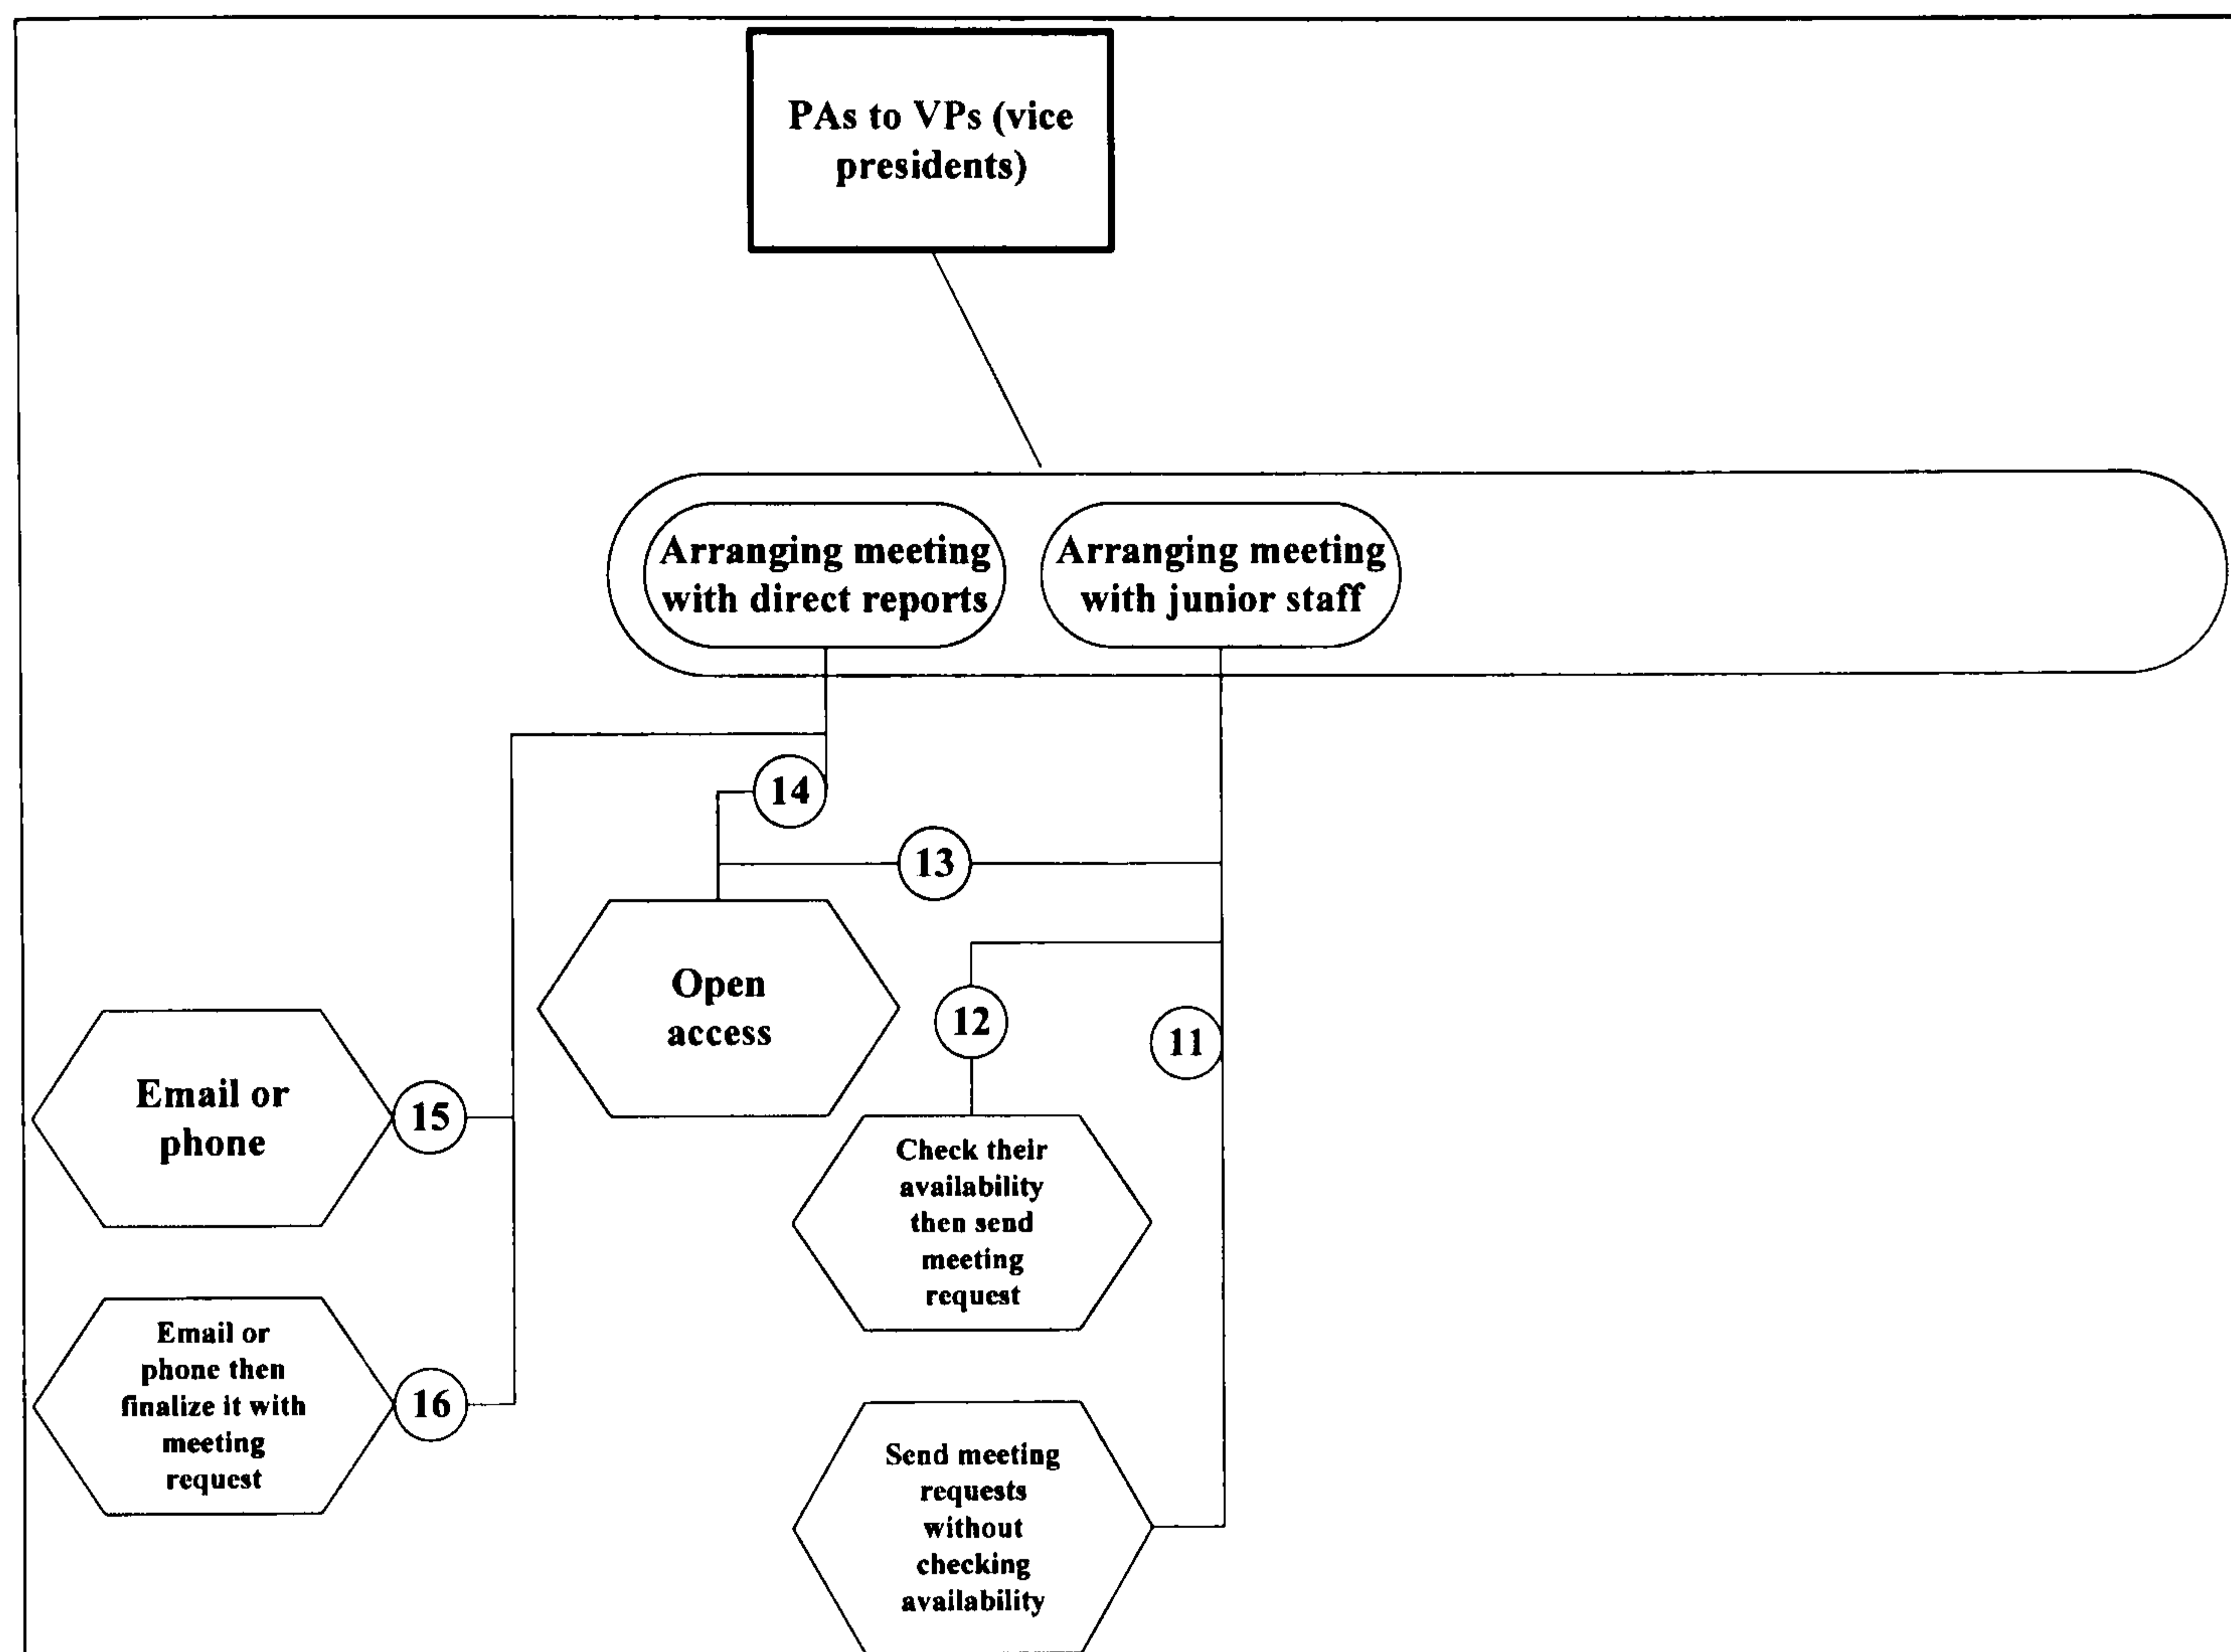 PAs to VPs (vice
presidents)
Arranging meeting
with direct reports
Arranging meeting
with junior staff
14
13
Open
access
12
11
Email or
phone
15
Check their
availability
then send
meeting
request
Email or
phone then
finalize it with
meeting
request
16
Send meeting
requests
without
checking
availability